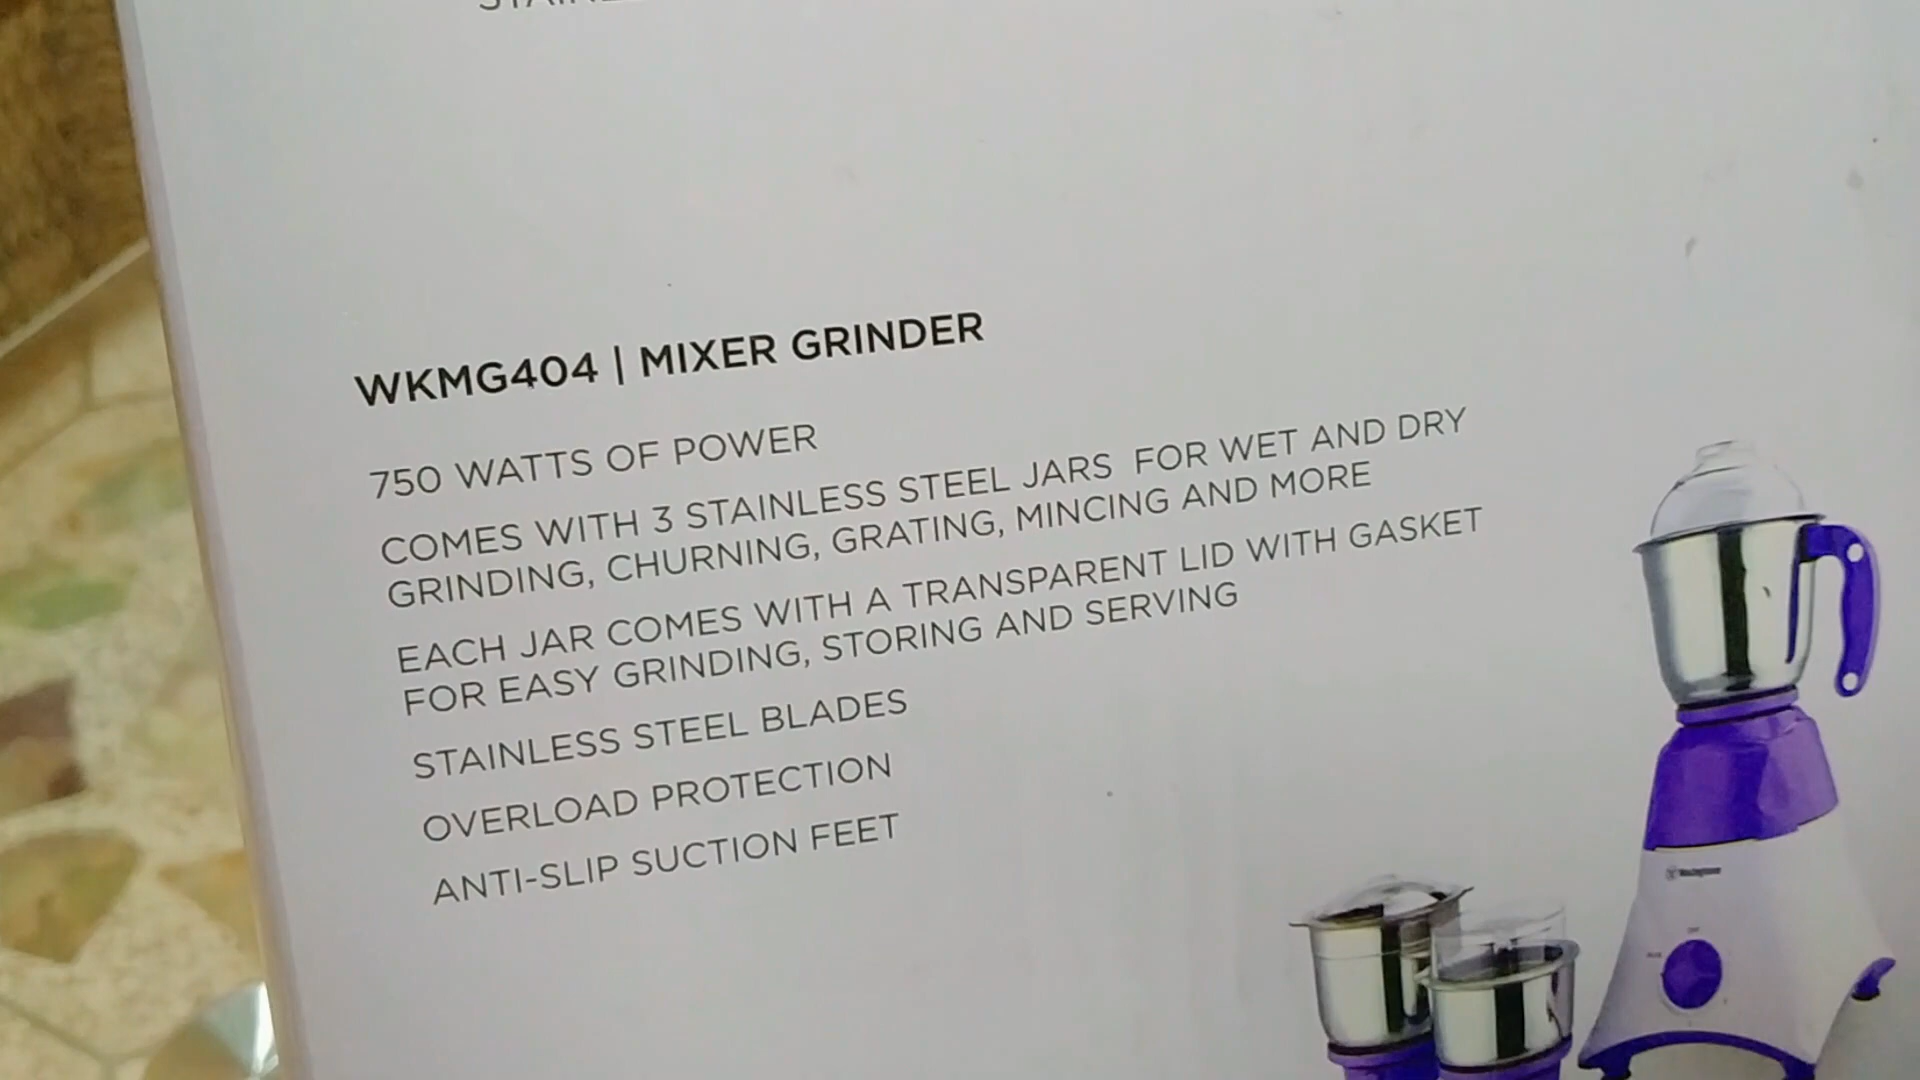 WKMG404 | MIXER GRINDER
750 WATTS OF POWER
COMES WITH 3 STAINLESS STEEL JARS FOR WET AND DRY
GRINDING, CHURNING, GRATING, MINCING AND MORE
EACH JAR COMES WITH A TRANSPARENT LID WITH GASKET
FOR EASY GRINDING, STORING AND SERVING
STAINLESS STEEL BLADES
OVERLOAD PROTECTION
ANTI-SLIP SUCTION FEET
Westinghouse